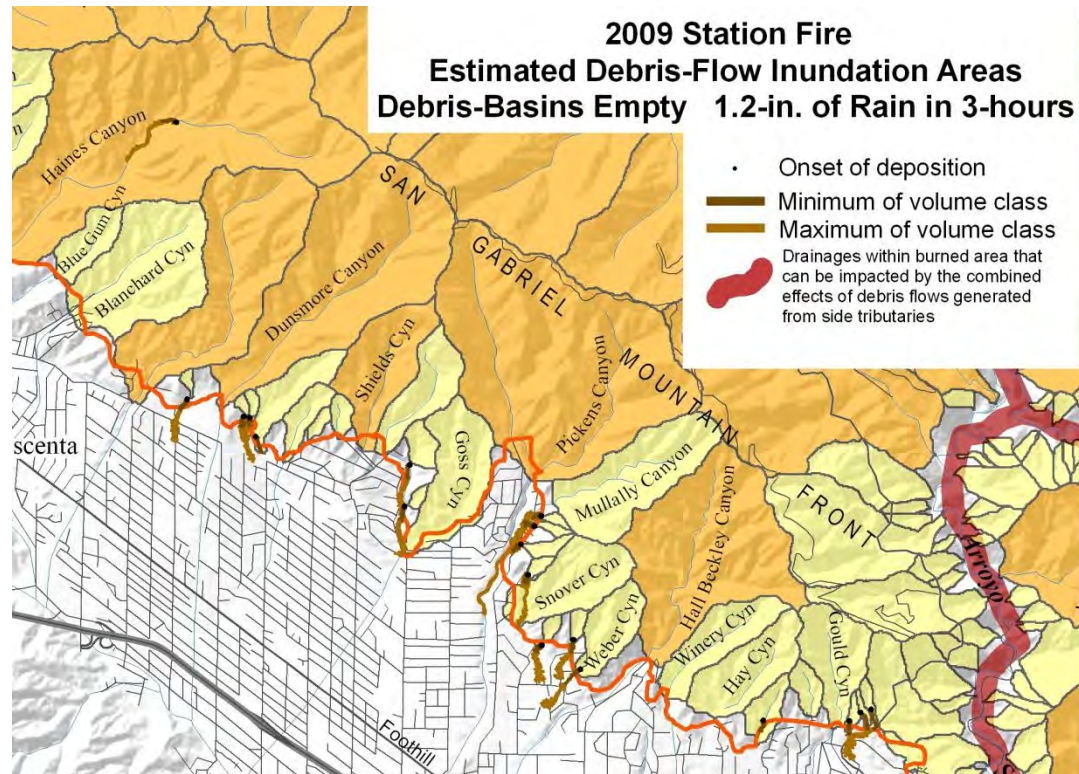 2009 Station Fire
Estimated Debris-Flow Inundation Areas
Debris-Basins Empty 1.2-in. of Rain in 3-hours
Onset of deposition
Minimum of volume class
Maximum of volume class
Drainages within burned area that
can be impacted by the combined
effects of debris flows generated
from side tributaries
Haines Canyon
Blue Gum Cyn
Blanchard Cyn
Dunsmore Canyon
Shields Cyn
Goss Cyn
SAN
GABRIEL
MOUNTAIN
FRONT
Pickens Canyon
Mullally Canyon
Hall Beckley Canyon
Snover Cyn
Weber Cyn
Winery Cyn
Hay Cyn
Gould Cyn
Arroyo
scenta
Foothill